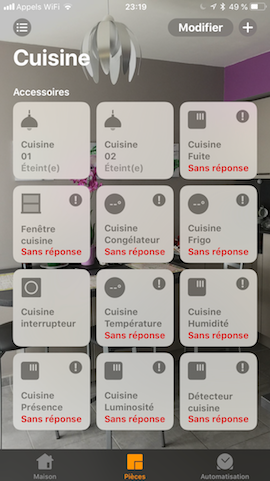 Appels WiFi 23:19 49 %
Modifier
Cuisine
Accessoires
Cuisine
01
Éteint(e)
Cuisine
02
Éteint(e)
Cuisine
Fuite
Sans réponse
Fenêtre
cuisine
Sans réponse
Cuisine
Congélateur
Sans réponse
Cuisine
Frigo
Sans réponse
Cuisine
interrupteur
Cuisine
Température
Sans réponse
Cuisine
Humidité
Sans réponse
Cuisine
Présence
Sans réponse
Cuisine
Luminosité
Sans réponse
Détecteur
cuisine
Sans réponse
Maison Pièces Automatisation